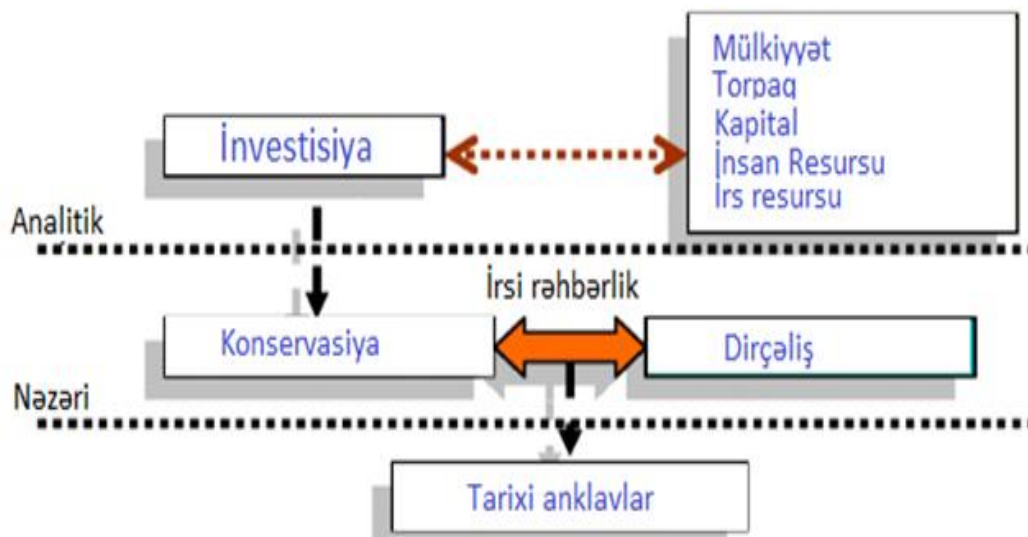 Mülkiyyət
Torpaq
Kapital
İnsan Resursu
İrs resursu
İnvestisiya
Analitik
İrsi rəhbərlik
Konservasiya
Dirçəliş
Nəzəri
Tarixi anklavlar